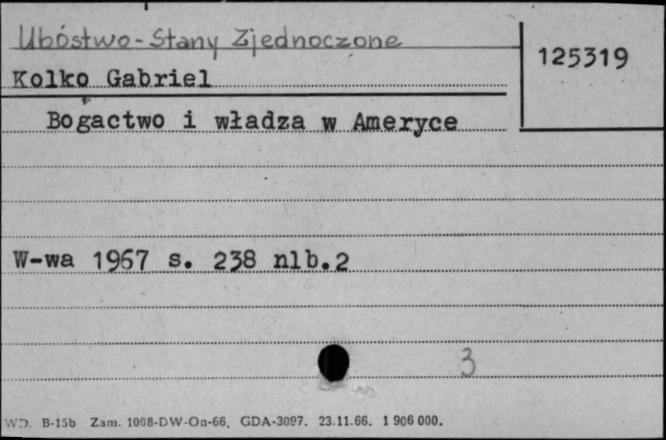 Ubóstwo-Stany Zjednoczone
125319
Kolko Gabriel
Bogactwo i władza w Ameryce
W-wa 1967 s. 238 nlb.2
3
WD. B-15b Zam. 1008-DW-On-66. GDA-3097. 23.11.66. 1 906 000.